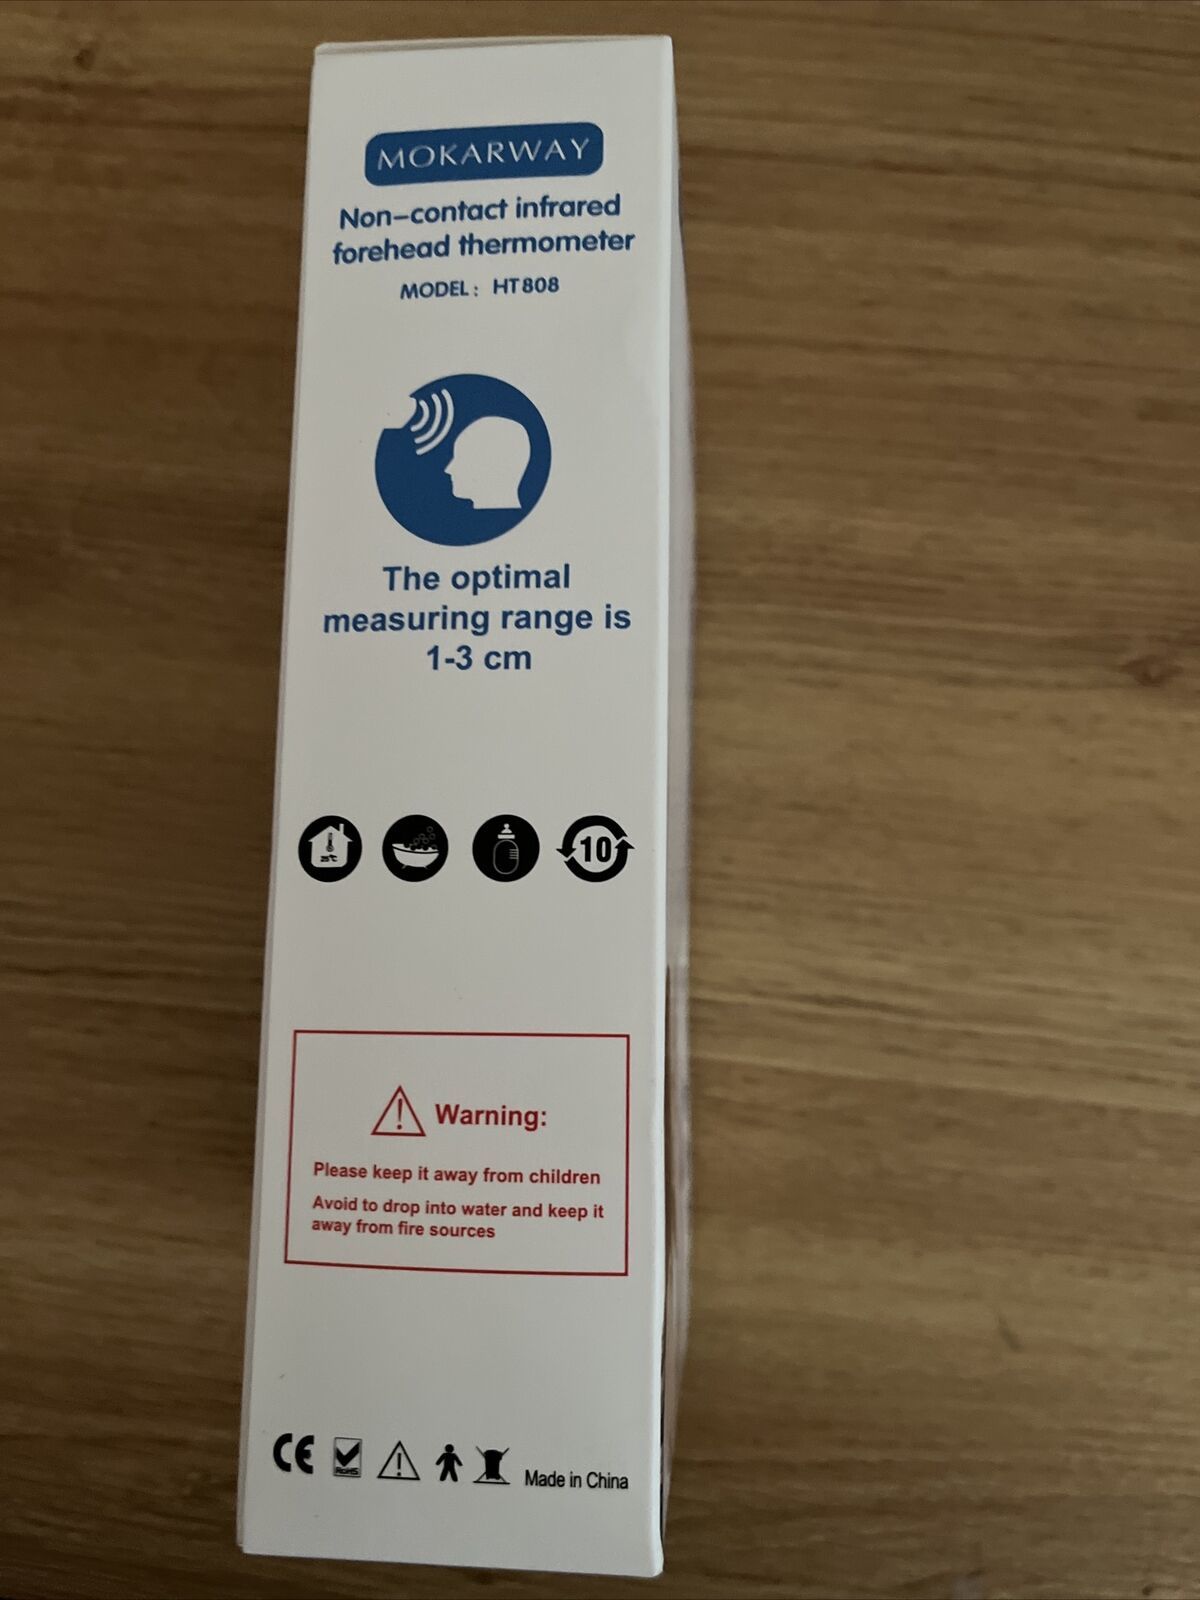 MOKARWAY
Non-contact infrared
forehead thermometer
MODEL: HT808
The optimal
measuring range is
1-3 cm
25℃
10
Warning:
Please keep it away from children
Avoid to drop into water and keep it
away from fire sources
CE
RoHS
Made in China